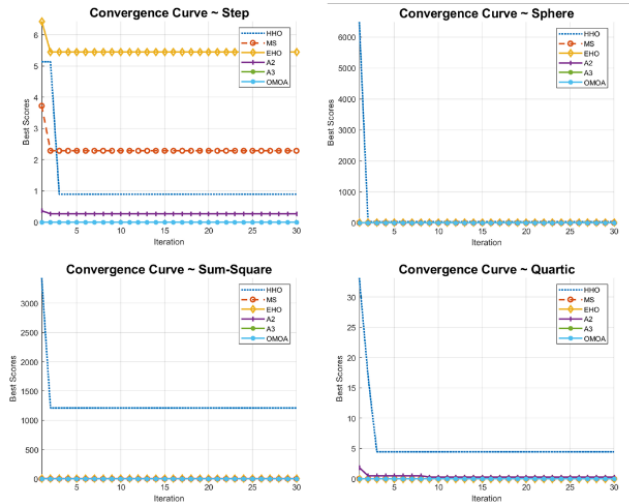 Convergence Curve ~ Step
6
5
4
3
2
1
0
Best Scores
5 10 15 20 25 30
Iteration
HHO
MS
EHO
A2
A3
OMOA
Convergence Curve ~ Sphere
6000
5000
4000
3000
2000
1000
0
Best Scores
5 10 15 20 25 30
Iteration
HHO
MS
EHO
A2
A3
OMOA
Convergence Curve ~ Sum-Square
3000
2500
2000
1500
1000
500
0
Best Scores
5 10 15 20 25 30
Iteration
HHO
MS
EHO
A2
A3
OMOA
Convergence Curve ~ Quartic
30
25
20
15
10
5
0
Best Scores
5 10 15 20 25 30
Iteration
HHO
MS
EHO
A2
A3
OMOA